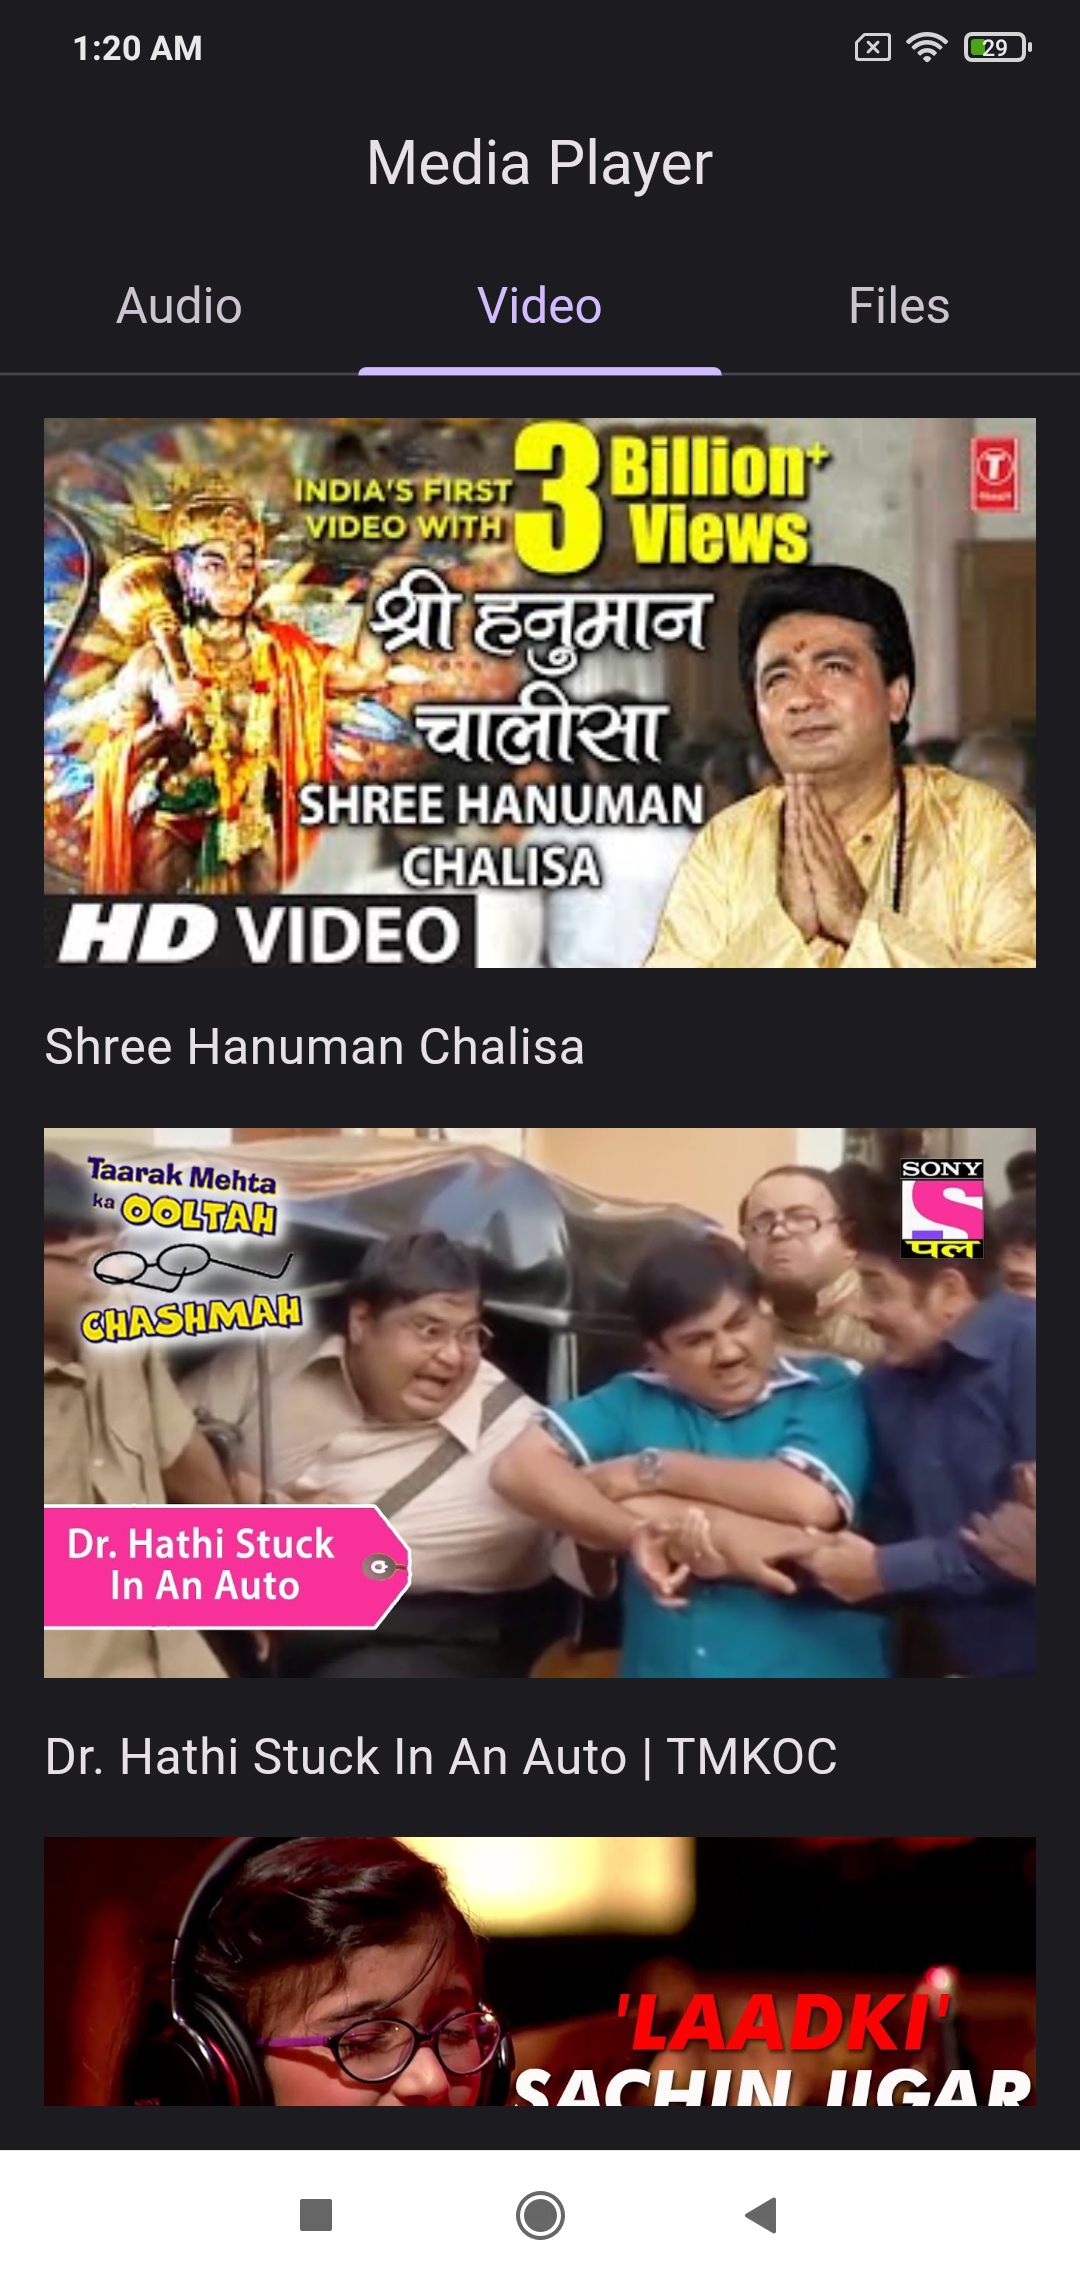 1:20 AM
29
Media Player
Audio
Video
Files
INDIA'S FIRST
VIDEO WITH
3 Billion+
Views
T
श्री हनुमान
चालीसा
SHREE HANUMAN
CHALISA
HD VIDEO
Shree Hanuman Chalisa
Taarak Mehta
ka OOLTAH
CHASHMAH
SONY
S
पल
Dr. Hathi Stuck
In An Auto
Dr. Hathi Stuck In An Auto | TMKOC
'LAADKI'
SACHIN JIGAR